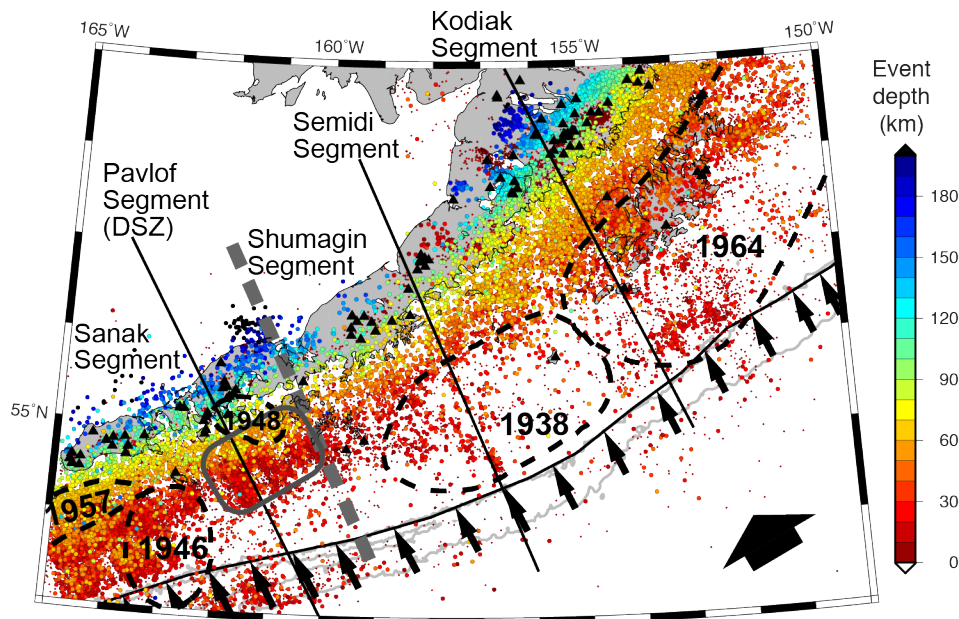 165°W
160°W
155°W
150°W
Kodiak
Segment
Event
depth
(km)
Semidi
Segment
Pavlof
Segment
(DSZ)
180
Shumagin
Segment
1964
150
Sanak
Segment
120
90
55°N
1948
1938
60
1957
30
1946
0